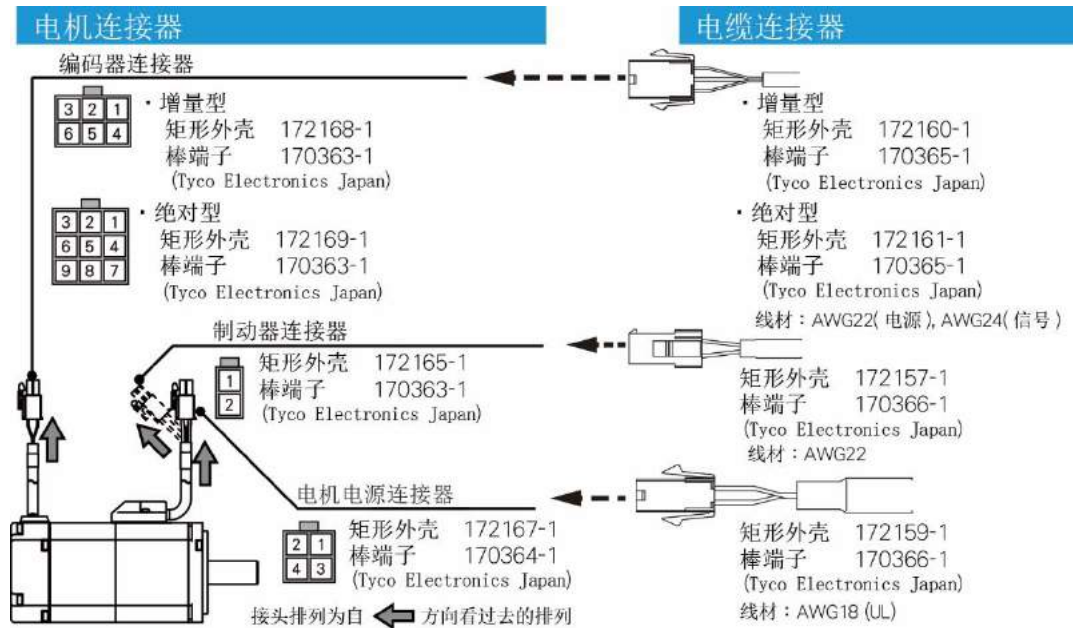 电机连接器
电缆连接器
编码器连接器
3 2 1
6 5 4
·增量型
矩形外壳 172168-1
棒端子 170363-1
(Tyco Electronics Japan)
3 2 1
6 5 4
9 8 7
·绝对型
矩形外壳 172169-1
棒端子 170363-1
(Tyco Electronics Japan)
·增量型
矩形外壳 172160-1
棒端子 170365-1
(Tyco Electronics Japan)
·绝对型
矩形外壳 172161-1
棒端子 170365-1
(Tyco Electronics Japan)
线材:AWG22(电源),AWG24(信号)
制动器连接器
1
2
矩形外壳 172165-1
棒端子 170363-1
(Tyco Electronics Japan)
矩形外壳 172157-1
棒端子 170366-1
(Tyco Electronics Japan)
线材:AWG22
电机电源连接器
2 1
4 3
矩形外壳 172167-1
棒端子 170364-1
(Tyco Electronics Japan)
矩形外壳 172159-1
棒端子 170366-1
(Tyco Electronics Japan)
线材:AWG18 (UL)
接头排列为自 方向看过去的排列